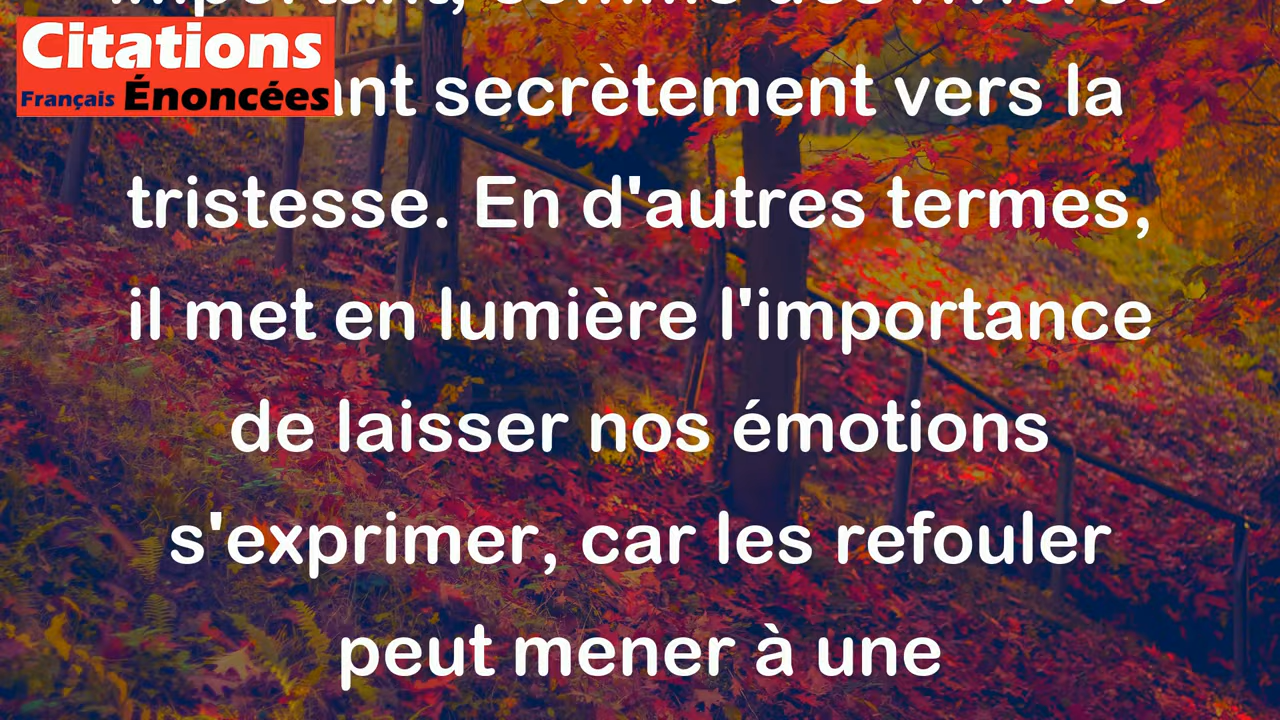 Citations
Français Énoncées
secrètement vers la
tristesse. En d'autres termes,
il met en lumière l'importance
de laisser nos émotions
s'exprimer, car les refouler
peut mener à une